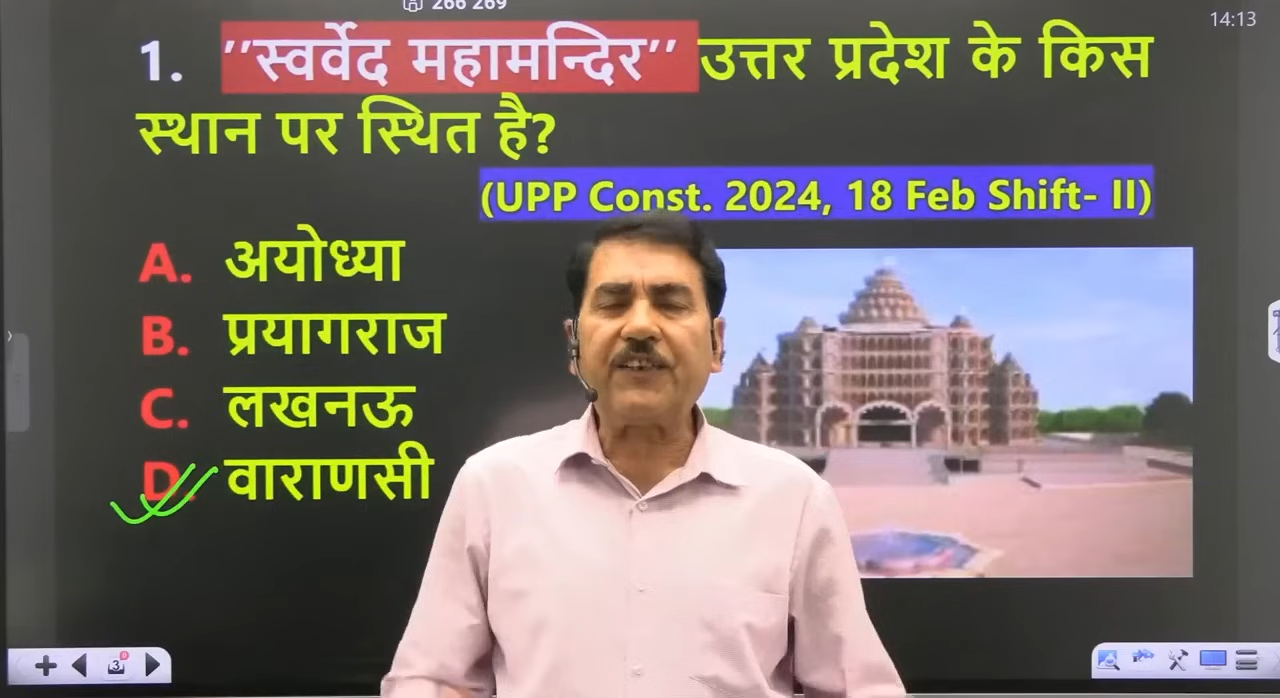 266 269
14:13
1. ''स्वर्वेद महामन्दिर'' उत्तर प्रदेश के किस
स्थान पर स्थित है?
(UPP Const. 2024, 18 Feb Shift- II)
A. अयोध्या
B. प्रयागराज
C. लखनऊ
D. वाराणसी
3